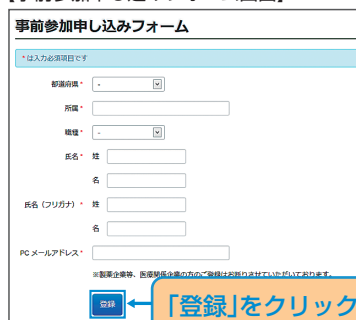 事前参加申し込みフォーム
*は入力必須項目です
都道府県* -
所属*
職種* -
氏名* 姓
名
氏名（フリガナ）* 姓
名
PCメールアドレス*
※製薬企業等、医療関係企業の方のご登録はお断りさせていただいております。
登録
「登録」をクリック